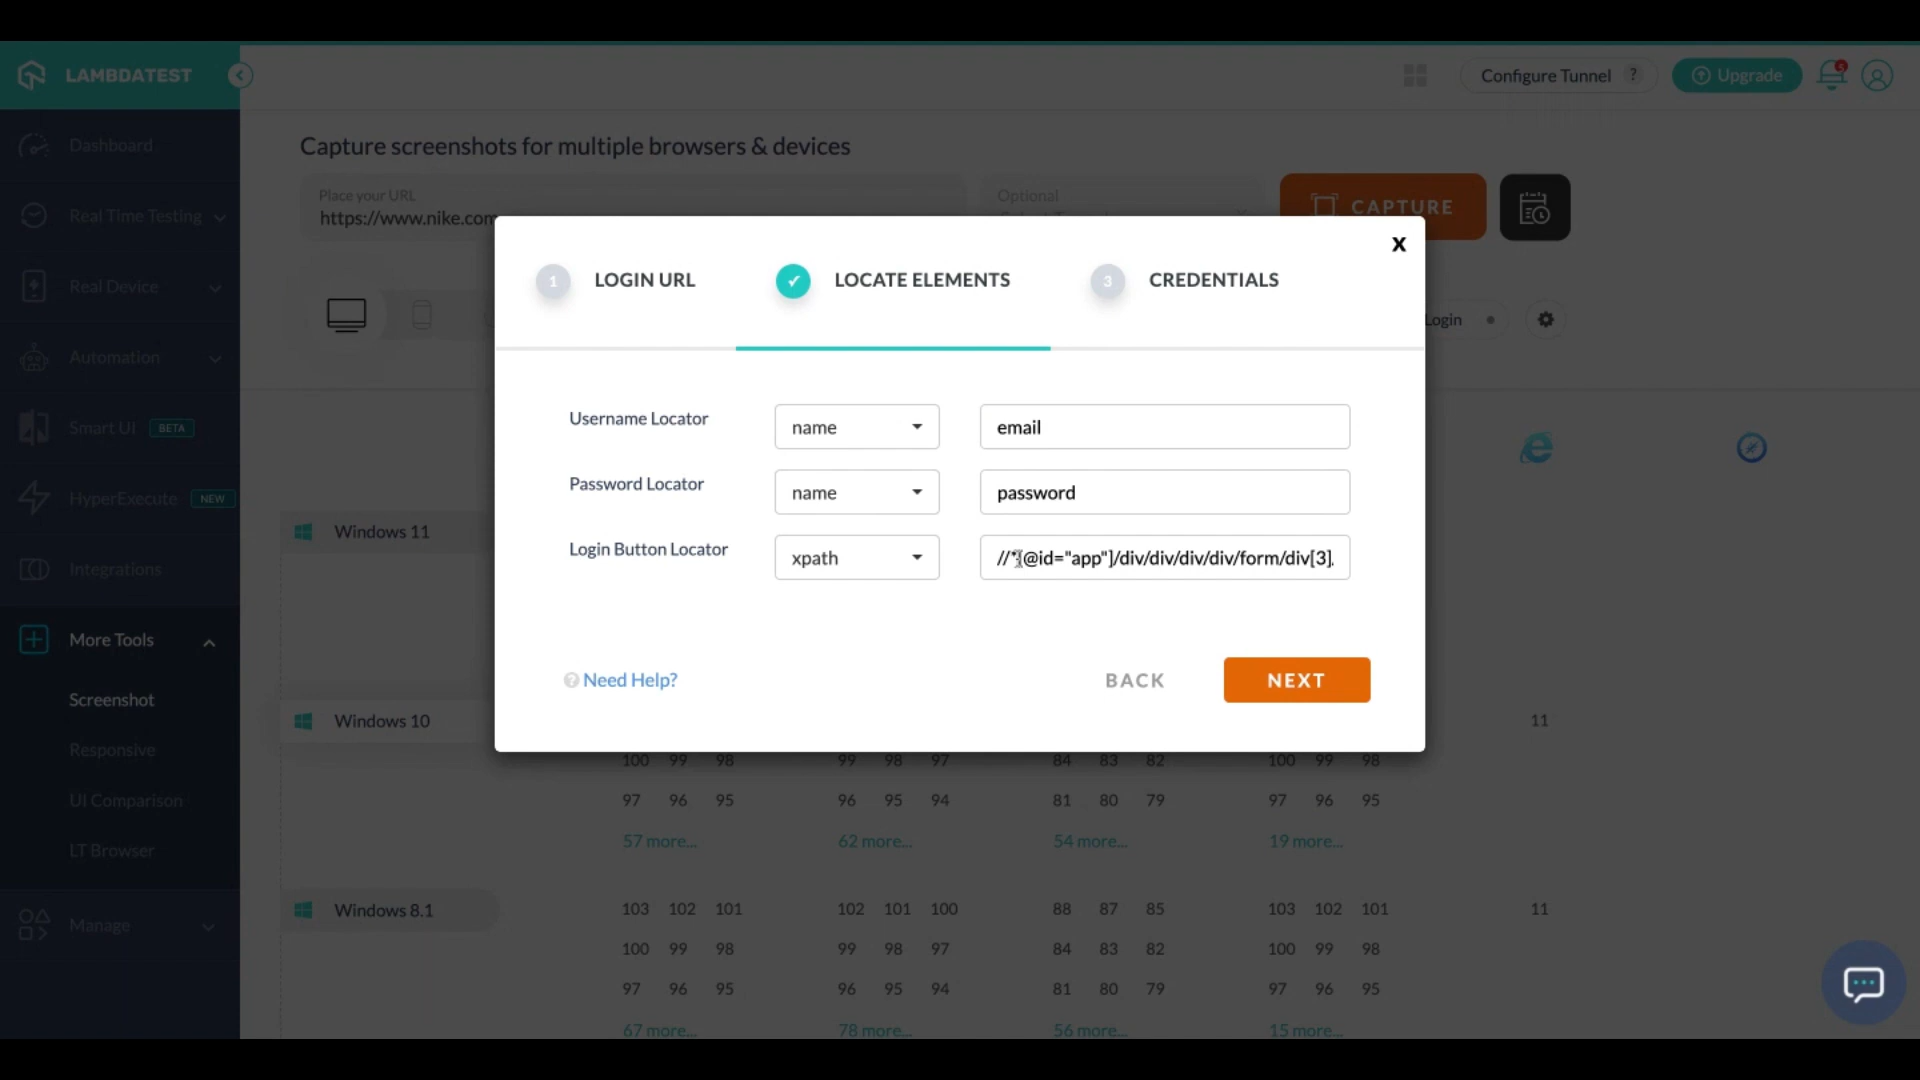 LAMBDATEST
Configure Tunnel ?
Upgrade
5
Dashboard
Real Time Testing
Real Device
Automation
Smart UI BETA
HyperExecute NEW
Integrations
More Tools
Screenshot
Responsive
UI Comparison
LT Browser
Manage
Capture screenshots for multiple browsers & devices
Place your URL
https://www.nike.com
Optional
CAPTURE
Login
X
1 LOGIN URL
LOCATE ELEMENTS
3 CREDENTIALS
Username Locator name email
Password Locator name password
Login Button Locator xpath //*[@id="app"]/div/div/div/div/form/div[3]
Need Help?
BACK
NEXT
Windows 11
Windows 10
11
100 99 98 99 98 97 84 83 82 100 99 98
97 96 95 96 95 94 81 80 79 97 96 95
57 more... 62 more... 54 more... 19 more...
Windows 8.1
103 102 101 102 101 100 88 87 85 103 102 101 11
100 99 98 99 98 97 84 83 82 100 99 98
97 96 95 96 95 94 81 80 79 97 96 95
67 more... 78 more... 56 more... 15 more...